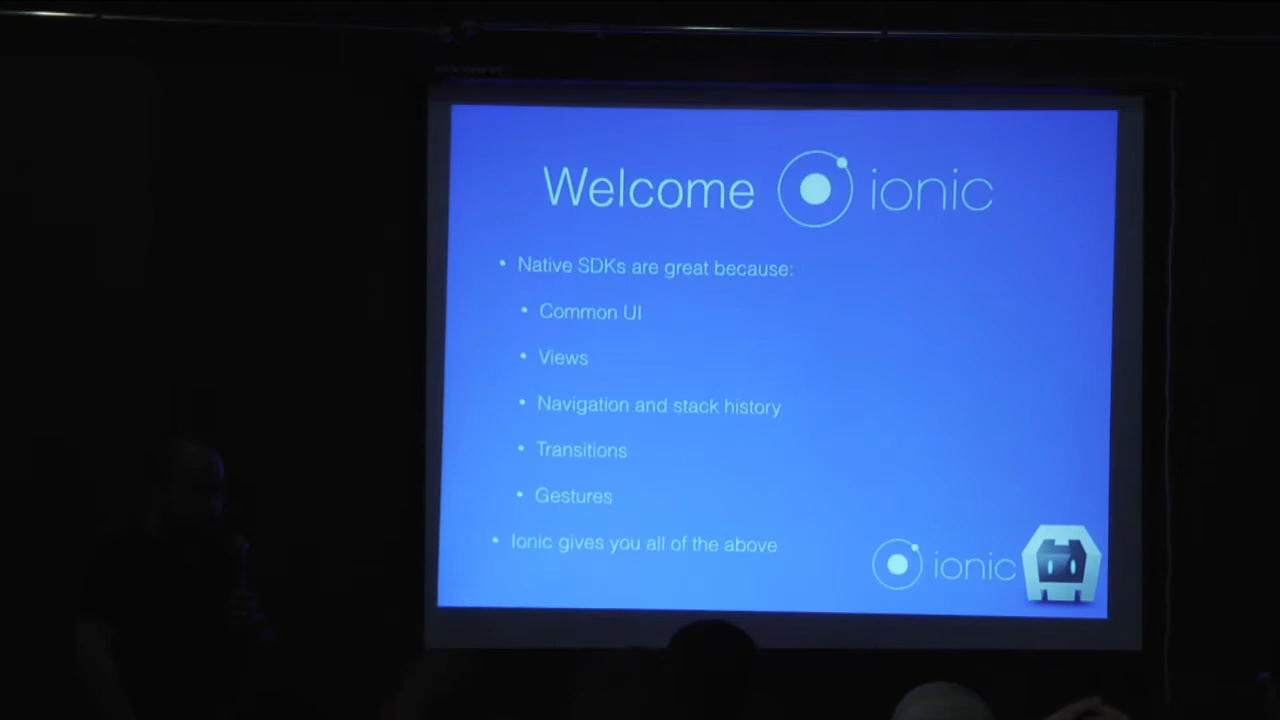 Welcome ionic
• Native SDKs are great because:
• Common UI
• Views
• Navigation and stack history
• Transitions
• Gestures
• Ionic gives you all of the above
ionic